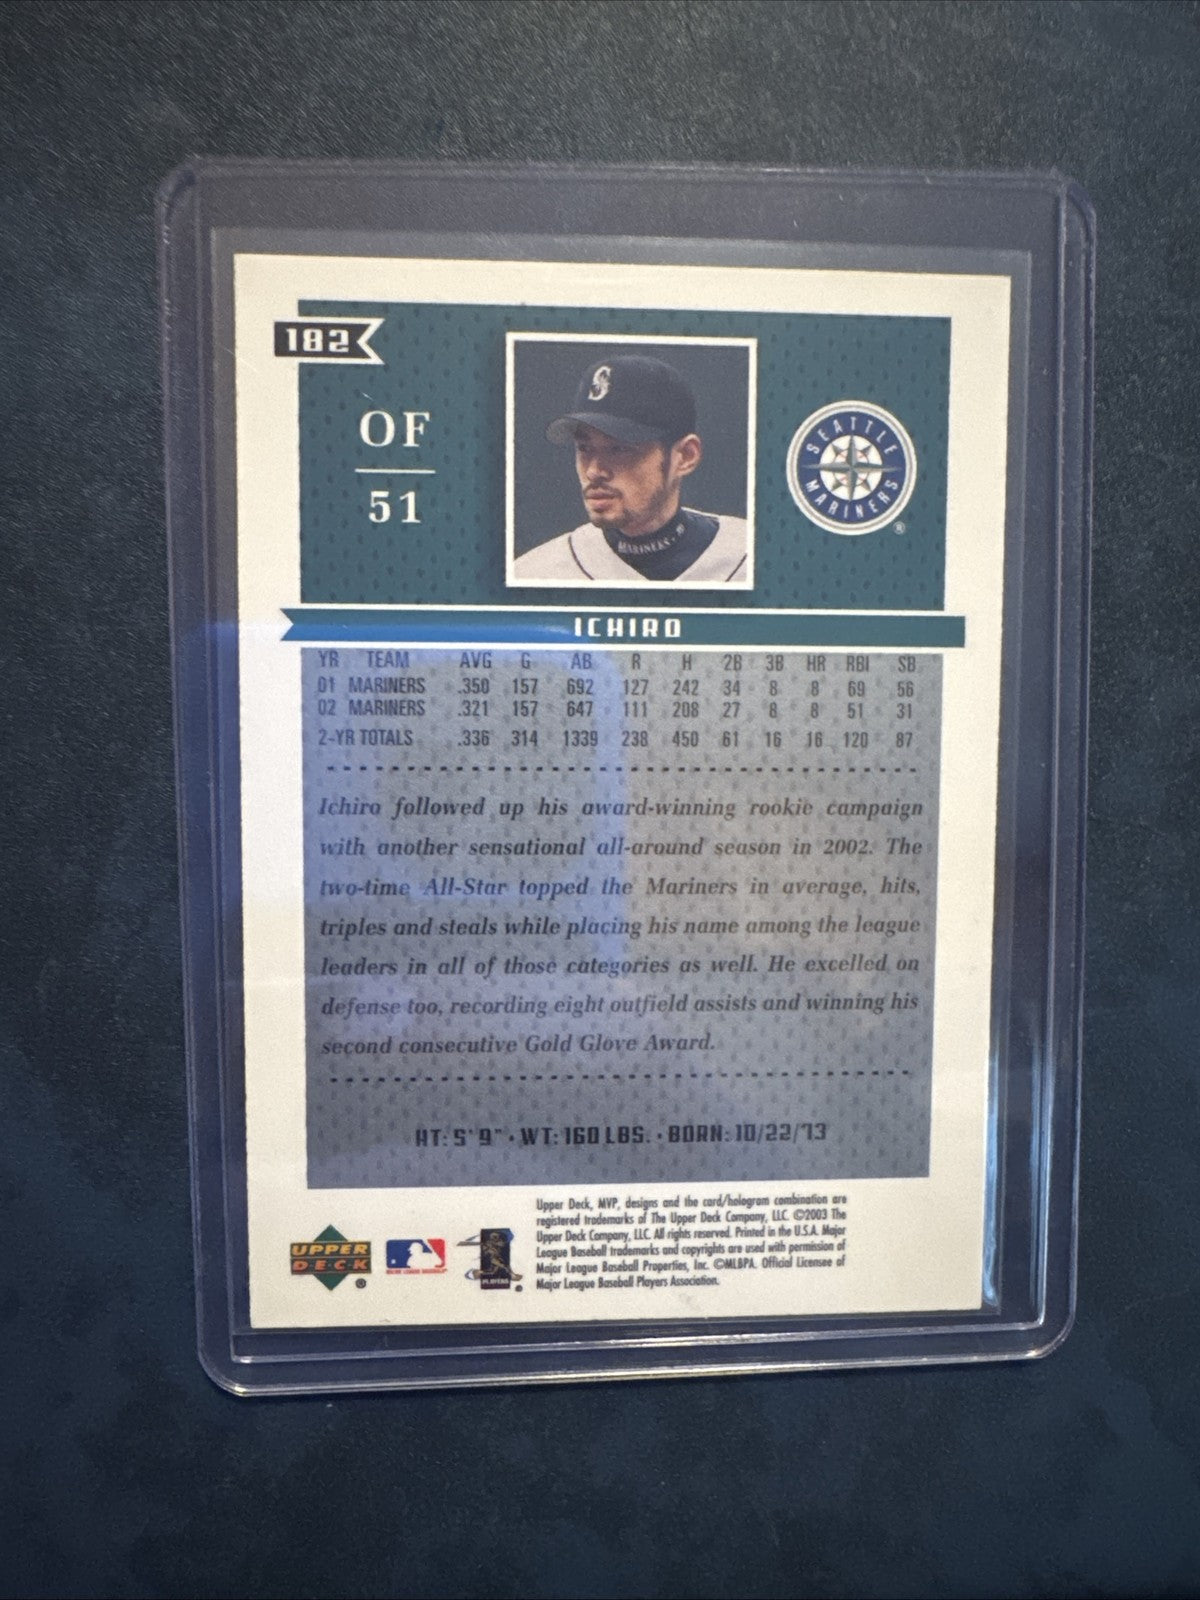 182
OF
51
S
MARINERS
SEATTLE
MARINERS
®
ICHIRO
YR TEAM AVG G AB R H 2B 3B HR RBI SB
01 MARINERS .350 157 692 127 242 34 8 8 69 56
02 MARINERS .321 157 647 111 208 27 8 8 51 31
2-YR TOTALS .336 314 1339 238 450 61 16 16 120 87
Ichiro followed up his award-winning rookie campaign
with another sensational all-around season in 2002. The
two-time All-Star topped the Mariners in average, hits,
triples and steals while placing his name among the league
leaders in all of those categories as well. He excelled on
defense too, recording eight outfield assists and winning his
second consecutive Gold Glove Award.
HT: 5' 9" • WT: 160 LBS. • BORN: 10/22/73
Upper Deck, MVP, designs and the card/hologram combination are
registered trademarks of The Upper Deck Company, LLC. ©2003 The
Upper Deck Company, LLC. All rights reserved. Printed in the U.S.A. Major
League Baseball trademarks and copyrights are used with permission of
Major League Baseball Properties, Inc. ©MLBPA. Official Licensee of
Major League Baseball Players Association.
UPPER
DECK
®
PLAYERS